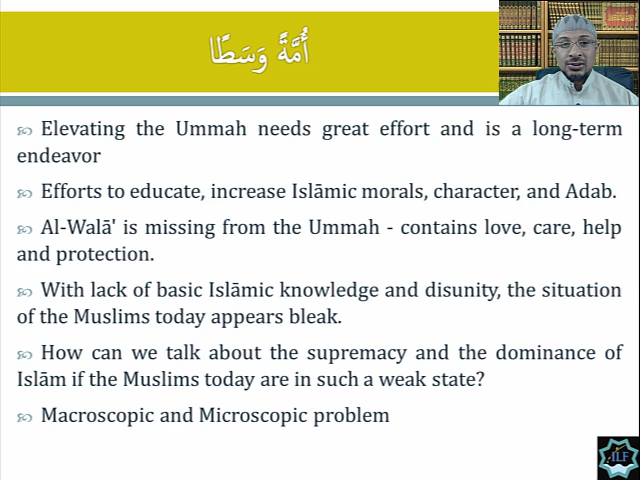 أُمَّةً وَسَطًا
Elevating the Ummah needs great effort and is a long-term
endeavor
Efforts to educate, increase Islāmic morals, character, and Adab.
Al-Walā' is missing from the Ummah - contains love, care, help
and protection.
With lack of basic Islāmic knowledge and disunity, the situation
of the Muslims today appears bleak.
How can we talk about the supremacy and the dominance of
Islām if the Muslims today are in such a weak state?
Macroscopic and Microscopic problem
ILF